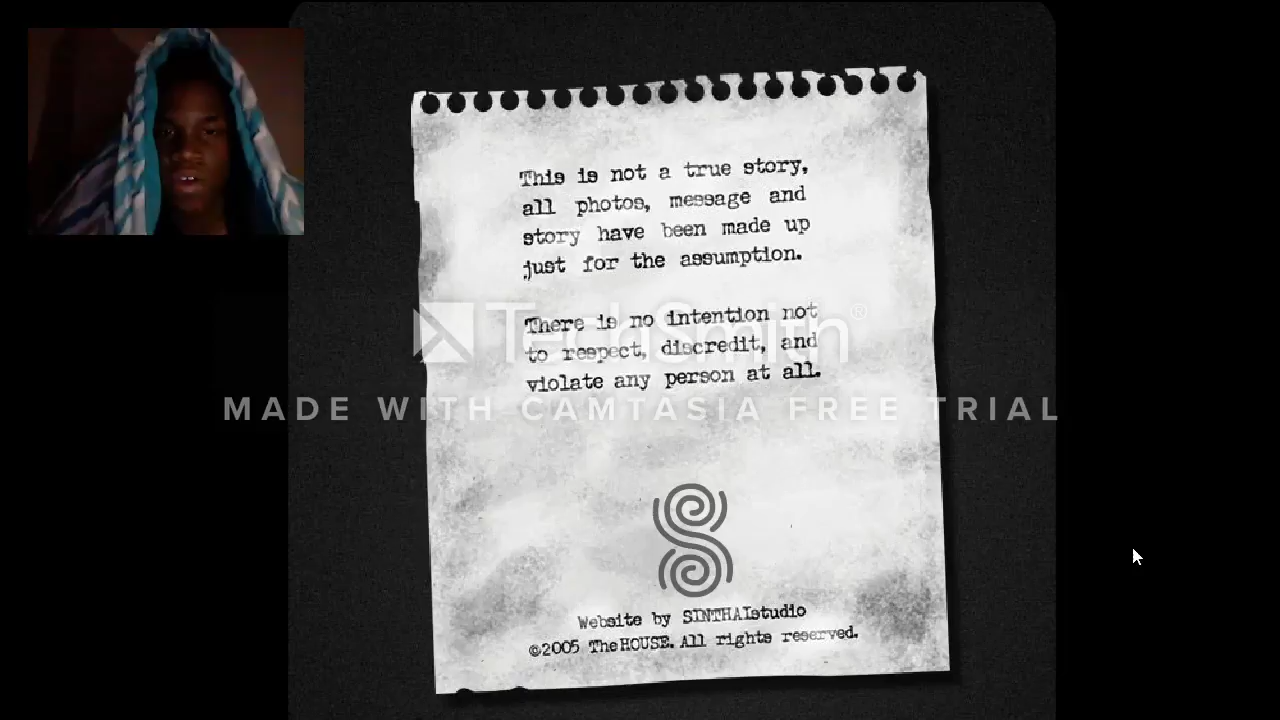 This is not a true story,
all photos, message and
story have been made up
just for the assumption.
There is no intention not
to respect, discredit, and
violate any person at all.
TechSmith®
MADE WITH CAMTASIA FREE TRIAL
Website by SINTHAIstudio
©2005 TheHOUSE. All rights reserved.